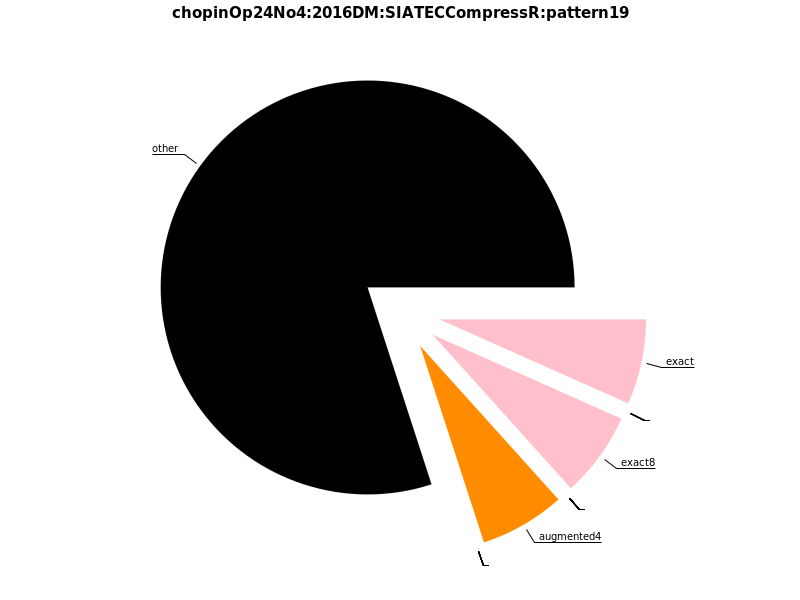 chopinOp24No4:2016DM:SIATECCompressR:pattern19
other
exact
exact8
augmented4